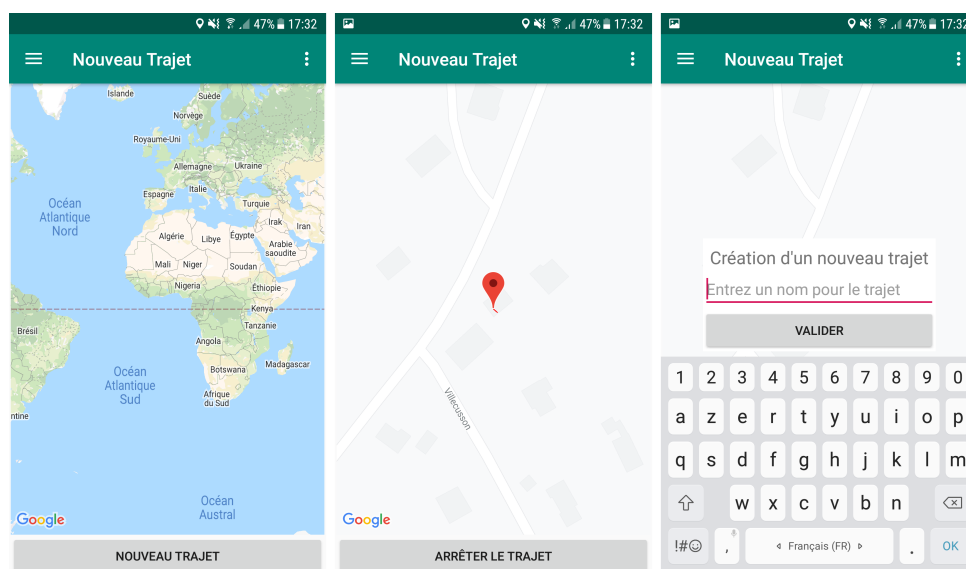 47% 17:32
Nouveau Trajet
Islande
Suède
Norvège
Royaume-Uni
Allemagne
Ukraine
Espagne
Italie
Turquie
Océan
Atlantique
Nord
Algérie
Libye
Égypte
Irak
Iran
Arabie
saoudite
Mali
Niger
Soudan
Nigeria
Éthiopie
Kenya
Tanzanie
Brésil
Angola
Océan
Atlantique
Sud
Botswana
Madagascar
Afrique
du Sud
ntine
Océan
Austral
Google
NOUVEAU TRAJET
47% 17:32
Nouveau Trajet
Villecusson
Google
ARRÊTER LE TRAJET
47% 17:32
Nouveau Trajet
Création d'un nouveau trajet
Entrez un nom pour le trajet
VALIDER
1 2 3 4 5 6 7 8 9 0
a z e r t y u i o p
q s d f g h j k l m
w x c v b n
!#☺ , Français (FR) . OK